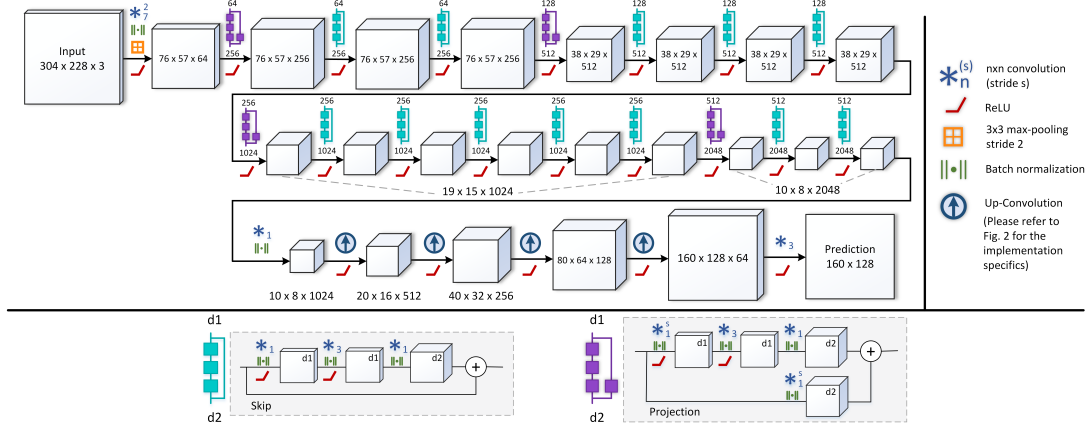 64 64 64 128 128 128 128
2
7
Input
304 x 228 x 3
76 x 57 x 64
256
76 x 57 x 256
256
76 x 57 x 256
256
76 x 57 x 256
512
38 x 29 x
512
512
38 x 29 x
512
512
38 x 29 x
512
512
38 x 29 x
512
256 256 256 256 256 256 512 512 512
1024 1024 1024 1024 1024 1024 2048 2048 2048
19 x 15 x 1024
10 x 8 x 2048
1
10 x 8 x 1024
20 x 16 x 512
40 x 32 x 256
80 x 64 x 128
160 x 128 x 64
3
Prediction
160 x 128
(s)
n
nxn convolution
(stride s)
ReLU
3x3 max-pooling
stride 2
Batch normalization
Up-Convolution
(Please refer to
Fig. 2 for the
implementation
specifics)
d1
d2
1
d1
3
d1
1
d2
+
Skip
d1
d2
s
1
d1
3
d1
1
d2
+
s
1
d2
Projection